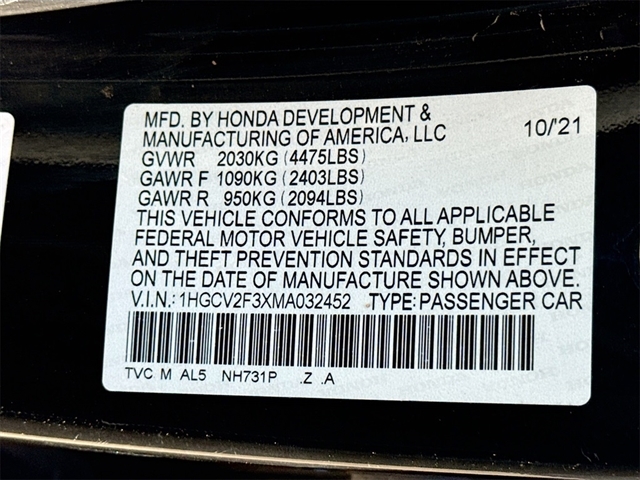 MFD. BY HONDA DEVELOPMENT &
MANUFACTURING OF AMERICA, LLC 10/'21
GVWR 2030KG (4475LBS)
GAWR F 1090KG (2403LBS)
GAWR R 950KG (2094LBS)
THIS VEHICLE CONFORMS TO ALL APPLICABLE
FEDERAL MOTOR VEHICLE SAFETY, BUMPER,
AND THEFT PREVENTION STANDARDS IN EFFECT
ON THE DATE OF MANUFACTURE SHOWN ABOVE.
V.I.N.: 1HGCV2F3XMA032452 TYPE: PASSENGER CAR
TVC M AL5 NH731P .Z .A